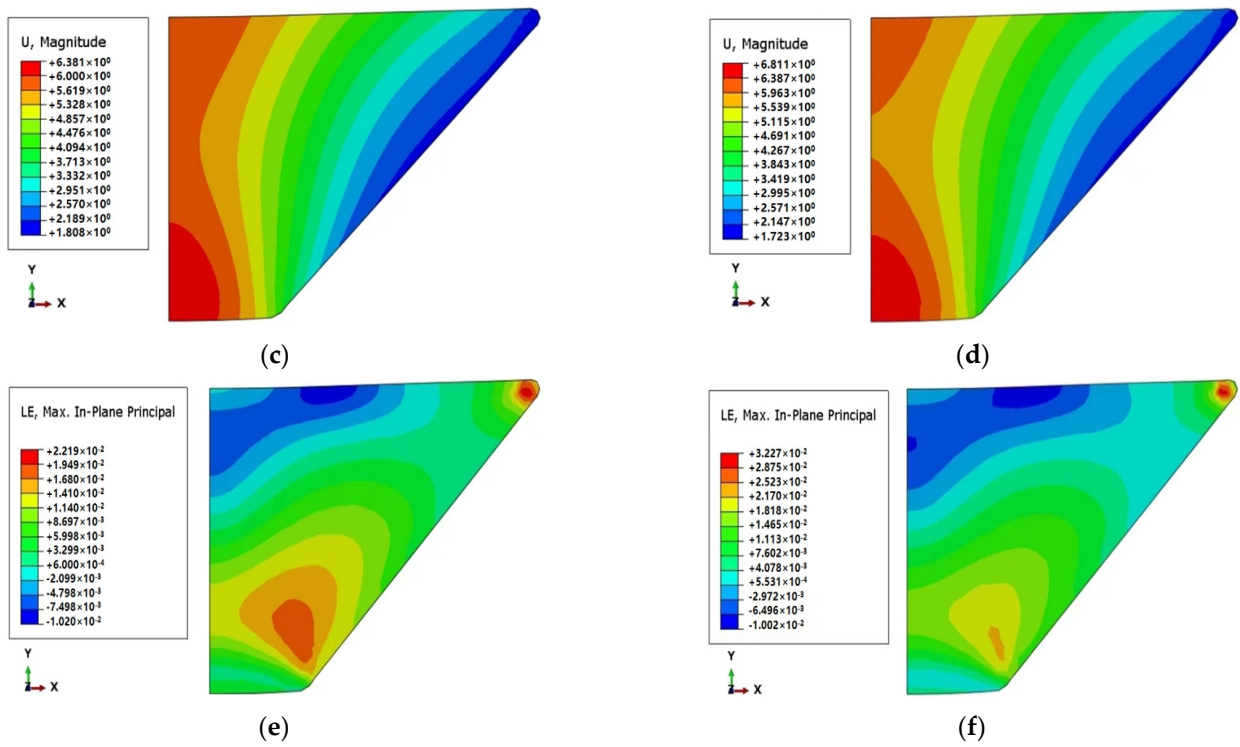 U, Magnitude
+6.381×10⁰
+6.000×10⁰
+5.619×10⁰
+5.328×10⁰
+4.857×10⁰
+4.476×10⁰
+4.094×10⁰
+3.713×10⁰
+3.332×10⁰
+2.951×10⁰
+2.570×10⁰
+2.189×10⁰
+1.808×10⁰
Y
Z
X
(c)
U, Magnitude
+6.811×10⁰
+6.387×10⁰
+5.963×10⁰
+5.539×10⁰
+5.115×10⁰
+4.691×10⁰
+4.267×10⁰
+3.843×10⁰
+3.419×10⁰
+2.995×10⁰
+2.571×10⁰
+2.147×10⁰
+1.723×10⁰
Y
Z
X
(d)
LE, Max. In-Plane Principal
+2.219×10⁻²
+1.949×10⁻²
+1.680×10⁻²
+1.410×10⁻²
+1.140×10⁻²
+8.697×10⁻³
+5.998×10⁻³
+3.299×10⁻³
+6.000×10⁻⁴
-2.099×10⁻³
-4.798×10⁻³
-7.498×10⁻³
-1.020×10⁻²
Y
Z
X
(e)
LE, Max. In-Plane Principal
+3.227×10⁻²
+2.875×10⁻²
+2.523×10⁻²
+2.170×10⁻²
+1.818×10⁻²
+1.465×10⁻²
+1.113×10⁻²
+7.602×10⁻³
+4.078×10⁻³
+5.531×10⁻⁴
-2.972×10⁻³
-6.496×10⁻³
-1.002×10⁻²
Y
Z
X
(f)